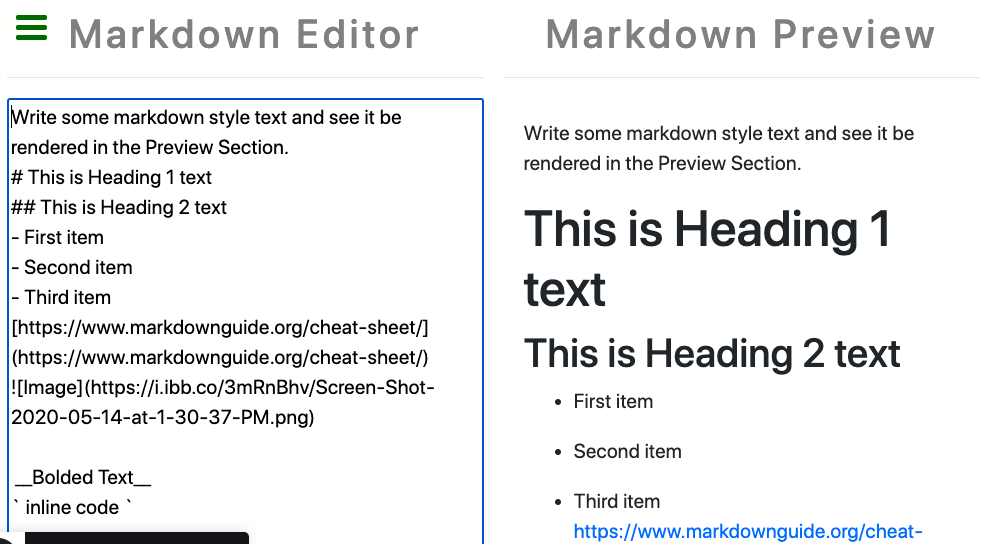 Markdown Editor
Write some markdown style text and see it be
rendered in the Preview Section.
# This is Heading 1 text
## This is Heading 2 text
- First item
- Second item
- Third item
[https://www.markdownguide.org/cheat-sheet/]
(https://www.markdownguide.org/cheat-sheet/)
![Image](https://i.ibb.co/3mRnBhv/Screen-Shot-
2020-05-14-at-1-30-37-PM.png)
__Bolded Text__
` inline code `
Markdown Preview
Write some markdown style text and see it be
rendered in the Preview Section.
This is Heading 1
text
This is Heading 2 text
• First item
• Second item
• Third item
https://www.markdownguide.org/cheat-